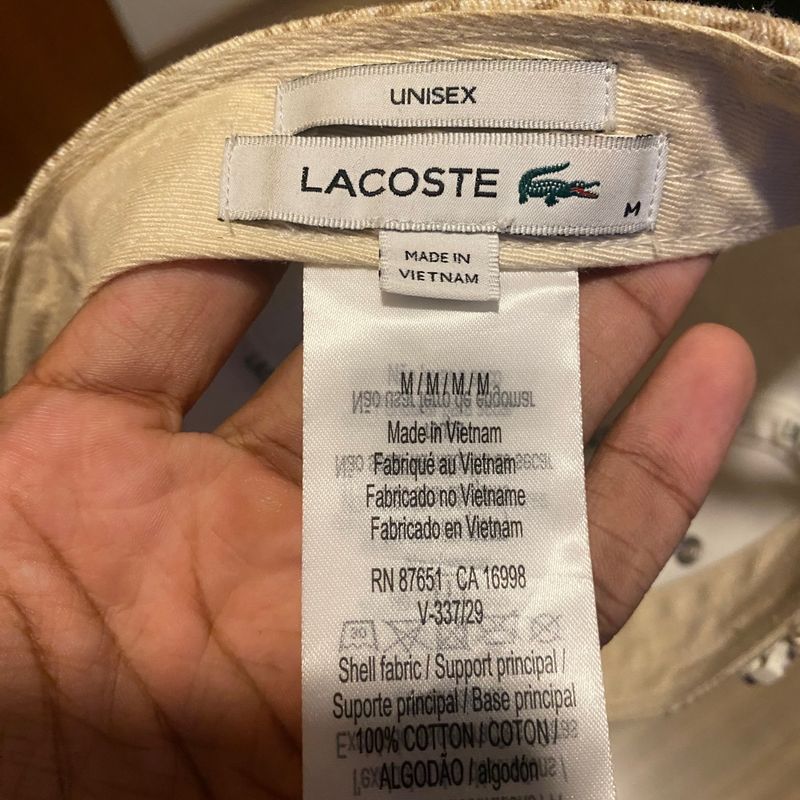 UNISEX
LACOSTE
M
MADE IN
VIETNAM
M / M / M / M
Made in Vietnam
Fabriqué au Vietnam
Fabricado no Vietname
Fabricado en Vietnam
RN 87651 CA 16998
V-337/29
30
Shell fabric / Support principal /
Suporte principal / Base principal
100% COTTON / COTON /
ALGODÃO / algodón